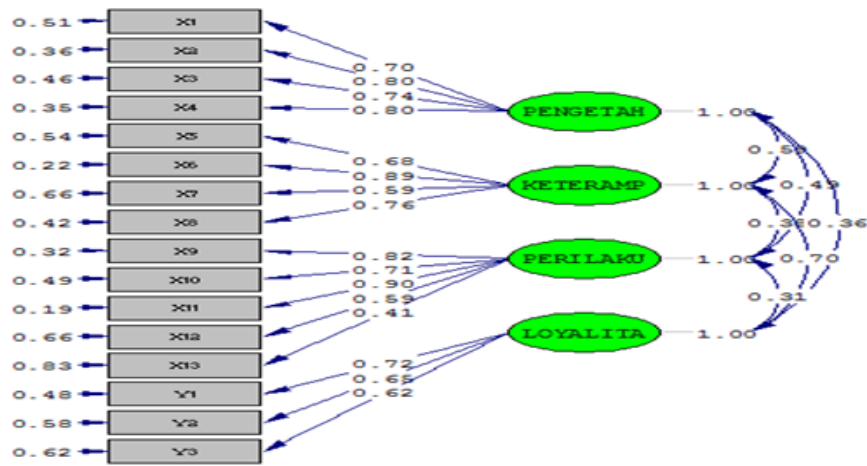 0.51 X1
0.36 X2
0.46 X3
0.35 X4
0.54 X5
0.22 X6
0.66 X7
0.42 X8
0.32 X9
0.49 X10
0.19 X11
0.66 X12
0.83 X13
0.48 Y1
0.58 Y2
0.62 Y3
0.70
0.80
0.74
0.80
0.68
0.89
0.59
0.76
0.82
0.71
0.90
0.59
0.41
0.72
0.65
0.62
PENGETAH 1.00
KETERAMP 1.00
PERILAKU 1.00
LOYALITA 1.00
0.49
0.36
0.70
0.31